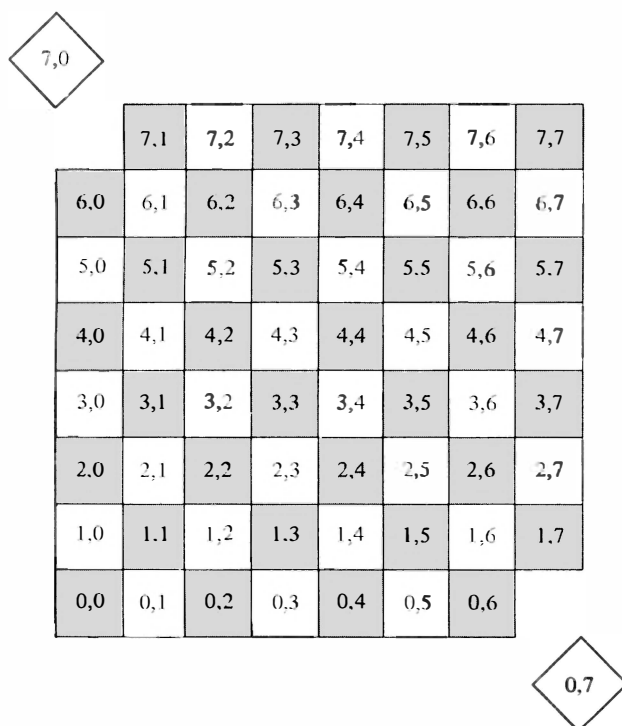 7,0
7,1 7,2 7,3 7,4 7,5 7,6 7,7
6,0 6,1 6,2 6,3 6,4 6,5 6,6 6,7
5,0 5,1 5,2 5,3 5,4 5,5 5,6 5,7
4,0 4,1 4,2 4,3 4,4 4,5 4,6 4,7
3,0 3,1 3,2 3,3 3,4 3,5 3,6 3,7
2,0 2,1 2,2 2,3 2,4 2,5 2,6 2,7
1,0 1,1 1,2 1,3 1,4 1,5 1,6 1,7
0,0 0,1 0,2 0,3 0,4 0,5 0,6
0,7